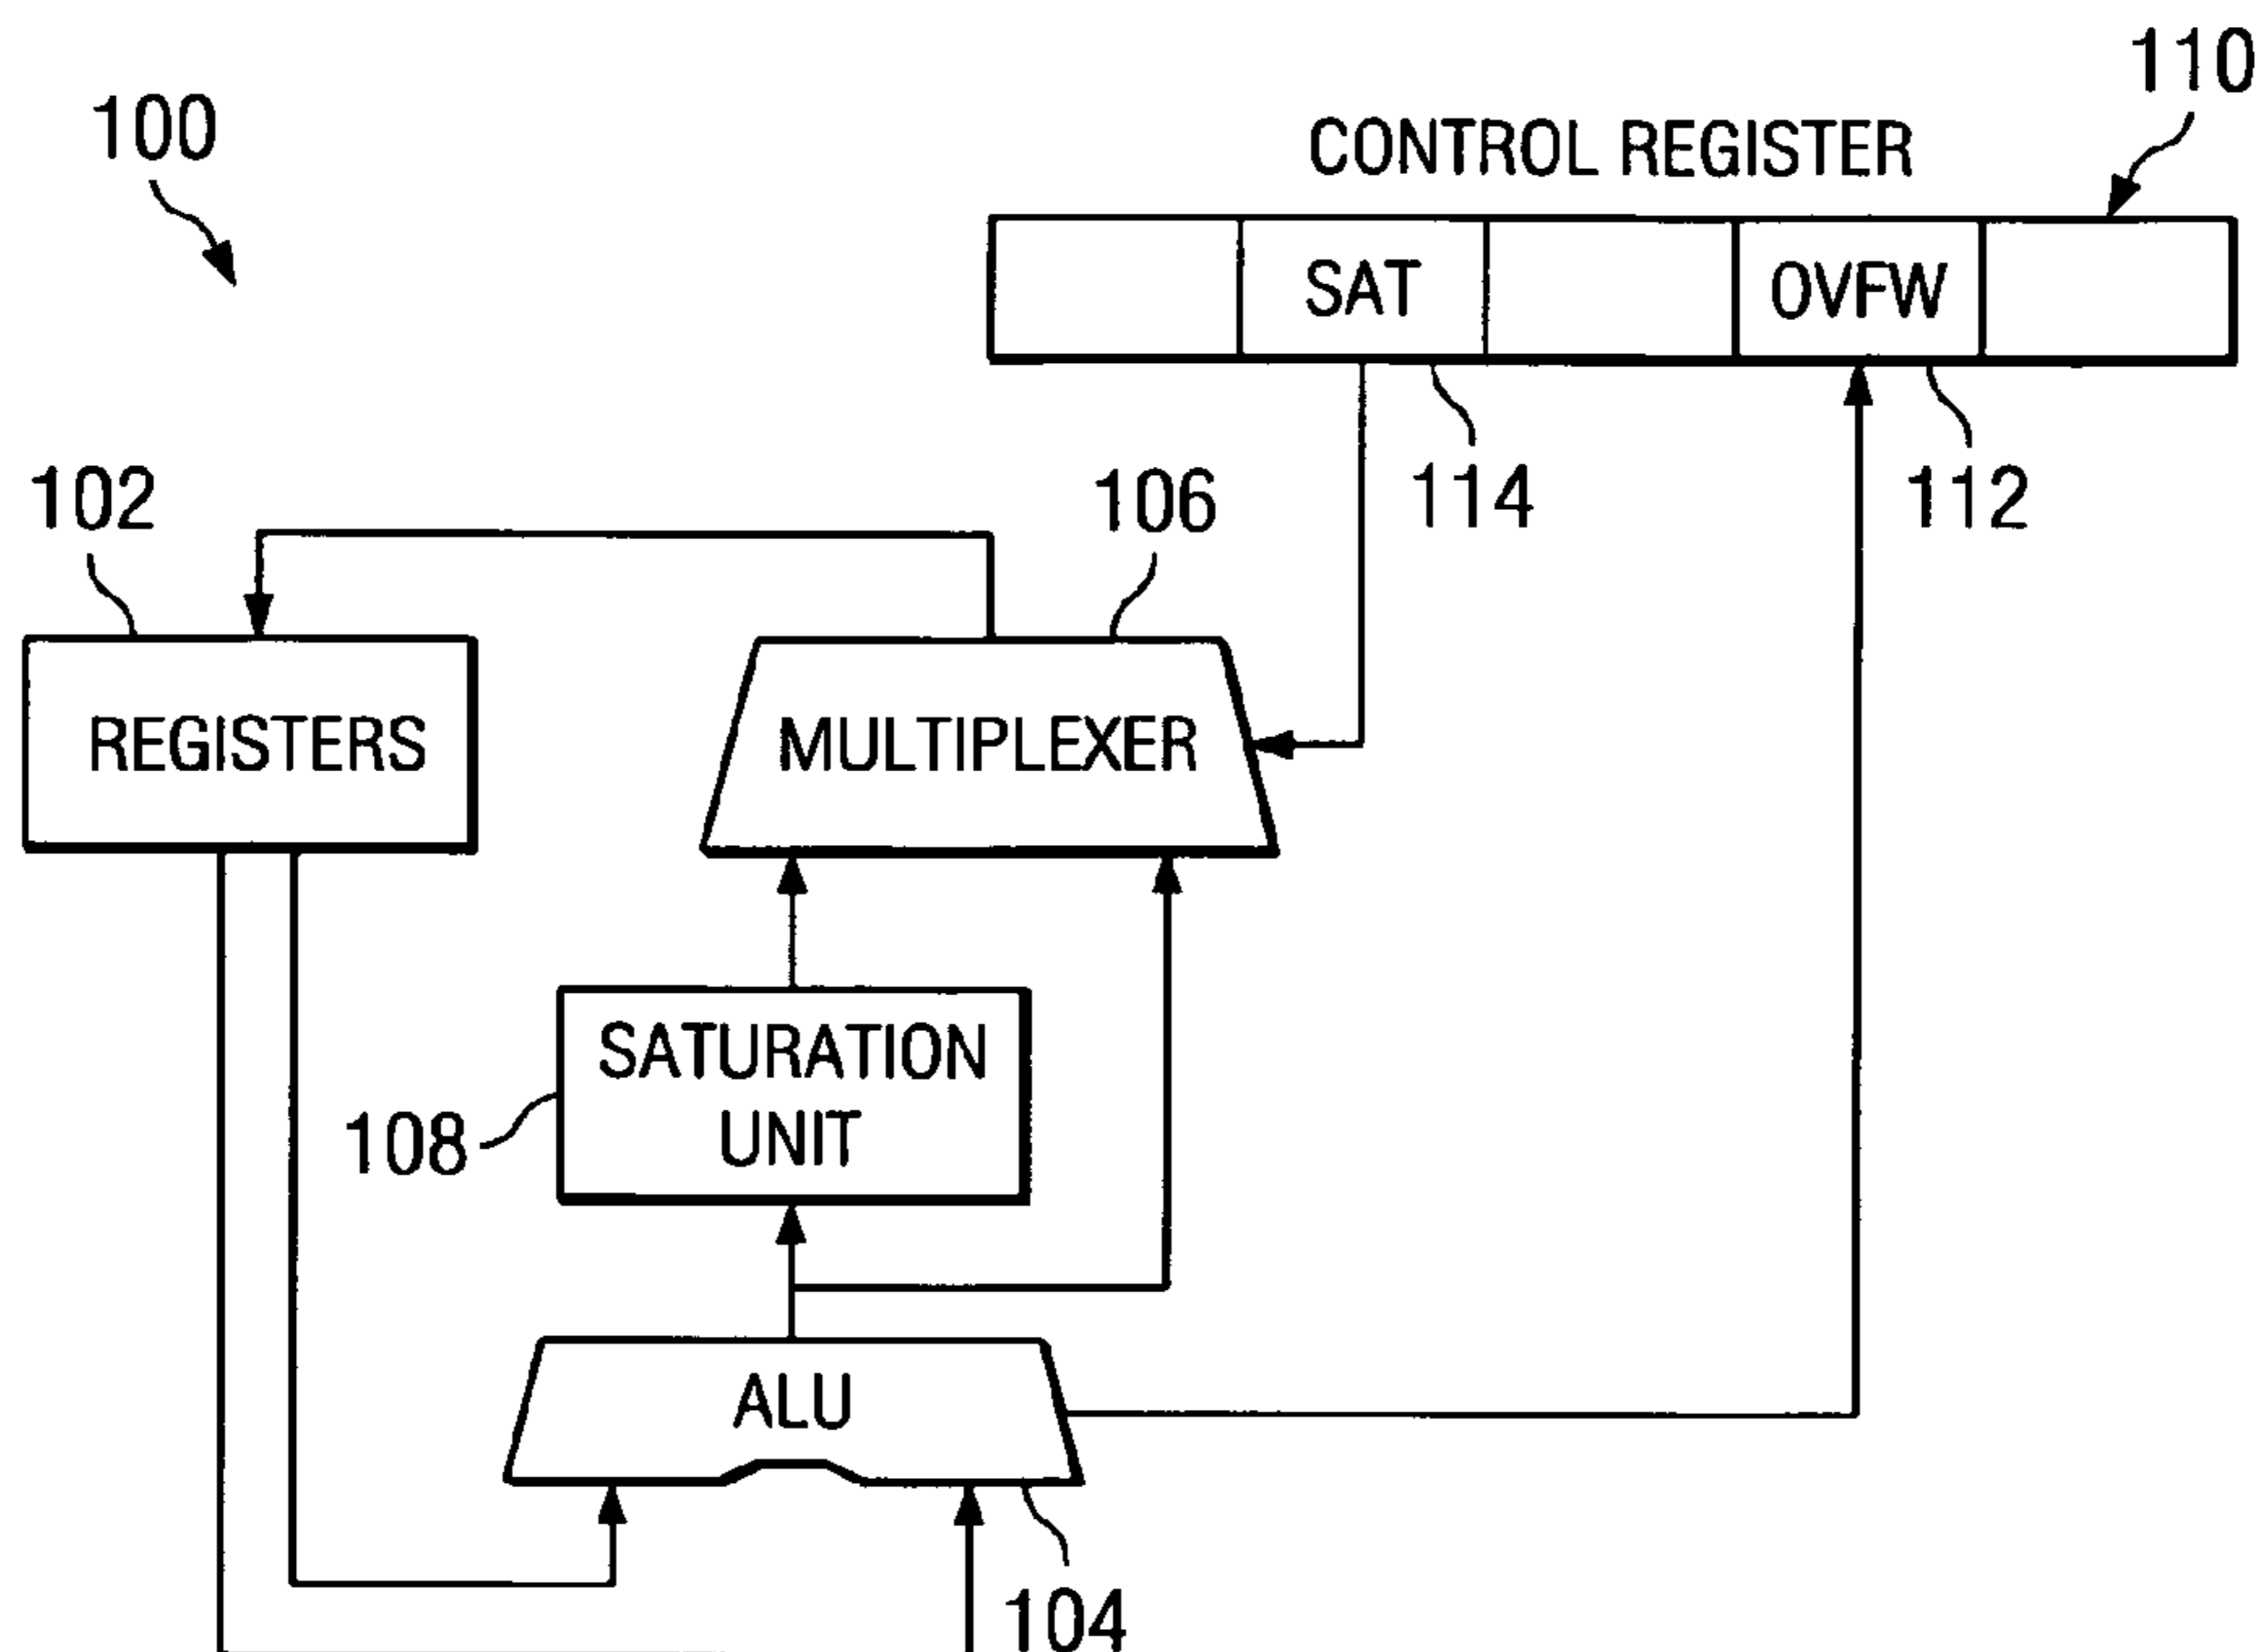 110
100
CONTROL REGISTER
SAT
OVFW
102
106
114
112
REGISTERS
MULTIPLEXER
SATURATION
UNIT
108
ALU
104